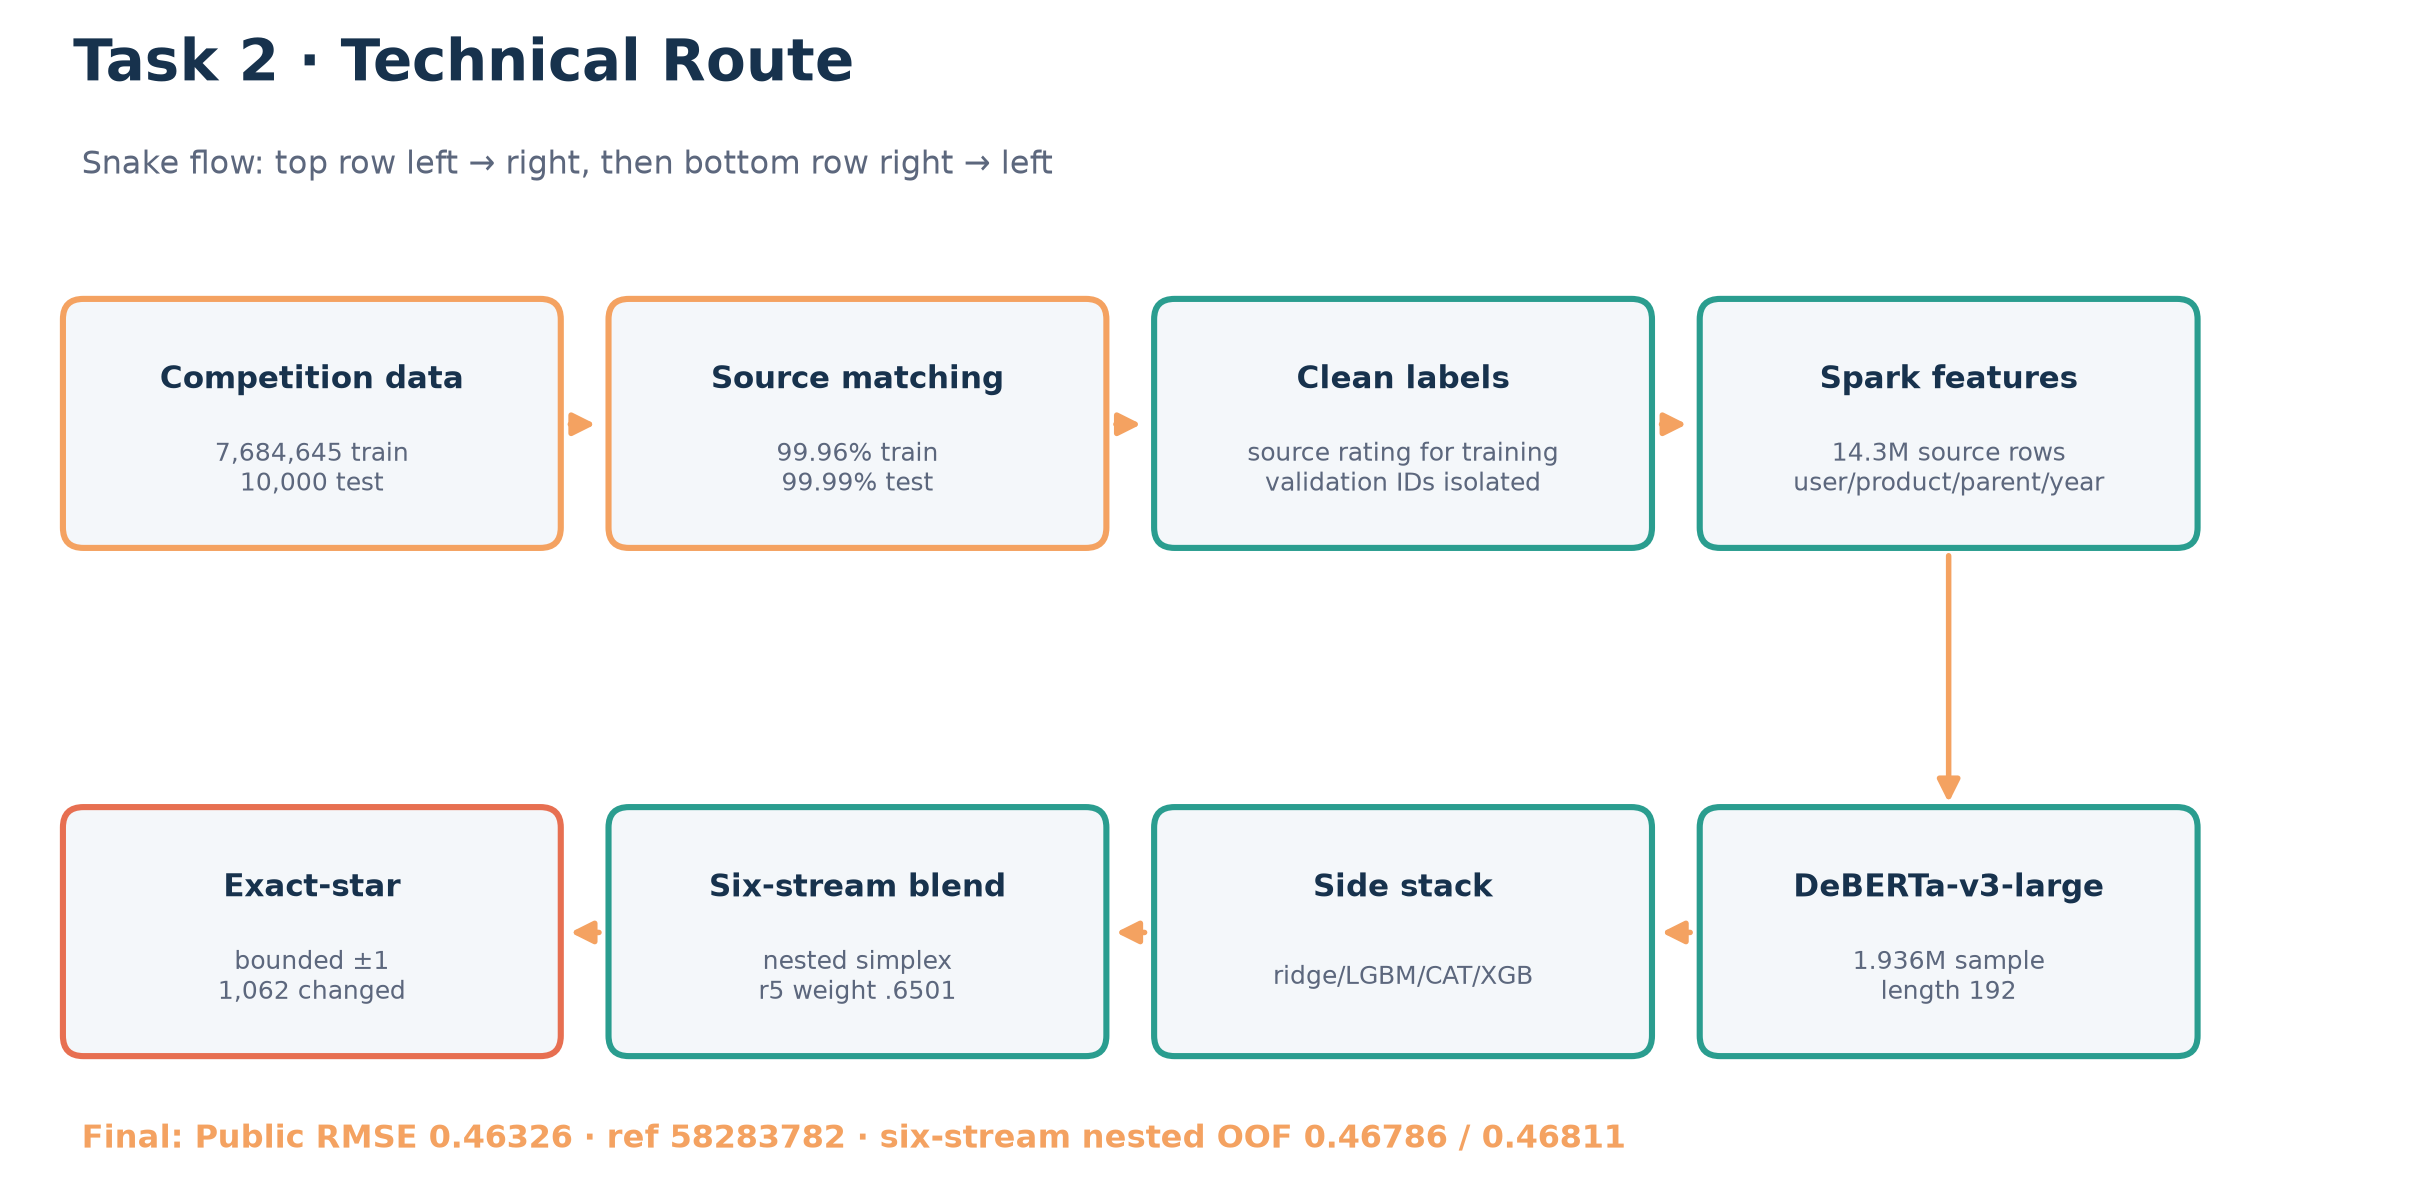 Task 2 · Technical Route
Snake flow: top row left → right, then bottom row right → left
Competition data
7,684,645 train
10,000 test
Source matching
99.96% train
99.99% test
Clean labels
source rating for training
validation IDs isolated
Spark features
14.3M source rows
user/product/parent/year
DeBERTa-v3-large
1.936M sample
length 192
Side stack
ridge/LGBM/CAT/XGB
Six-stream blend
nested simplex
r5 weight .6501
Exact-star
bounded ±1
1,062 changed
Final: Public RMSE 0.46326 · ref 58283782 · six-stream nested OOF 0.46786 / 0.46811